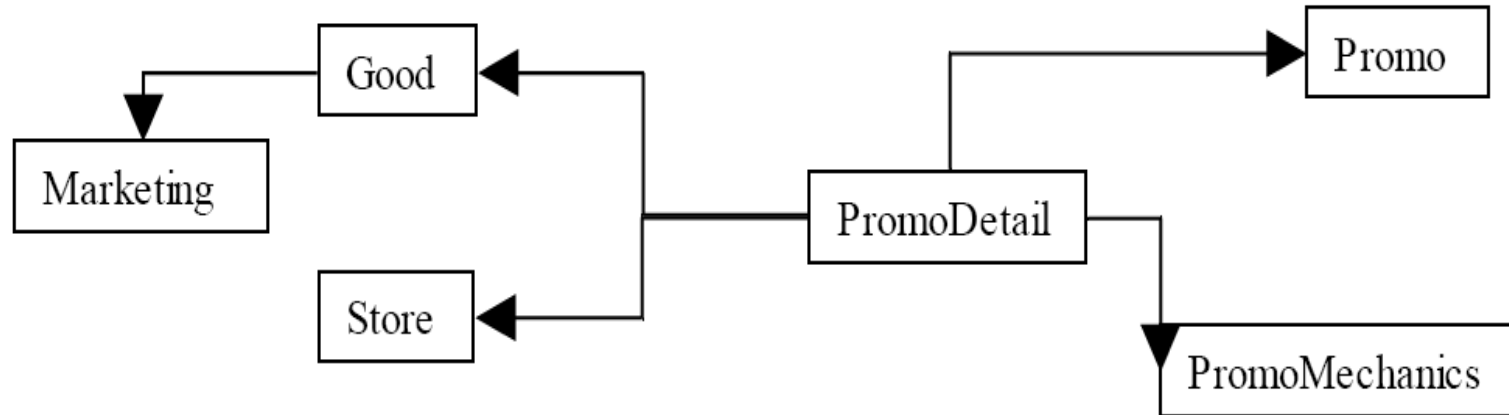 Good
Promo
Marketing
PromoDetail
Store
PromoMechanics